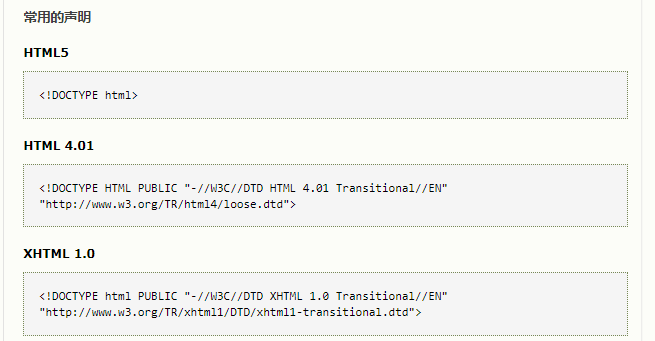 常用的声明
HTML5
<!DOCTYPE html>
HTML 4.01
<!DOCTYPE HTML PUBLIC "-//W3C//DTD HTML 4.01 Transitional//EN"
"http://www.w3.org/TR/html4/loose.dtd">
XHTML 1.0
<!DOCTYPE html PUBLIC "-//W3C//DTD XHTML 1.0 Transitional//EN"
"http://www.w3.org/TR/xhtml1/DTD/xhtml1-transitional.dtd">